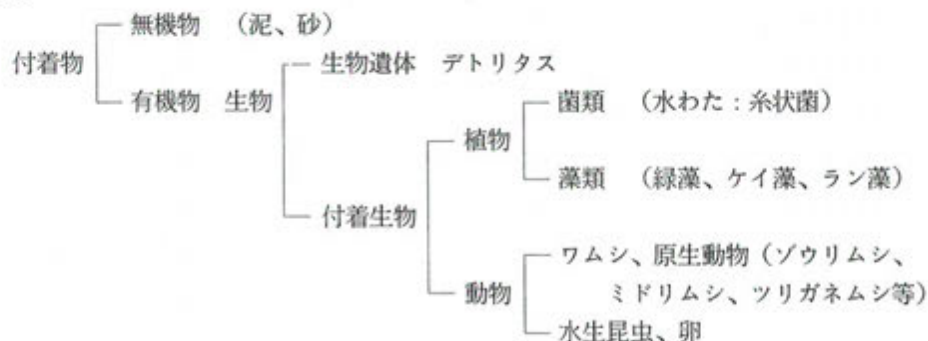 無機物 (泥、砂)
付着物
生物遺体 デトリタス
有機物 生物
菌類 (水わた:糸状菌)
植物
藻類 (緑藻、ケイ藻、ラン藻)
付着生物
ワムシ、原生動物(ゾウリムシ、
ミドリムシ、ツリガネムシ等)
動物
水生昆虫、卵